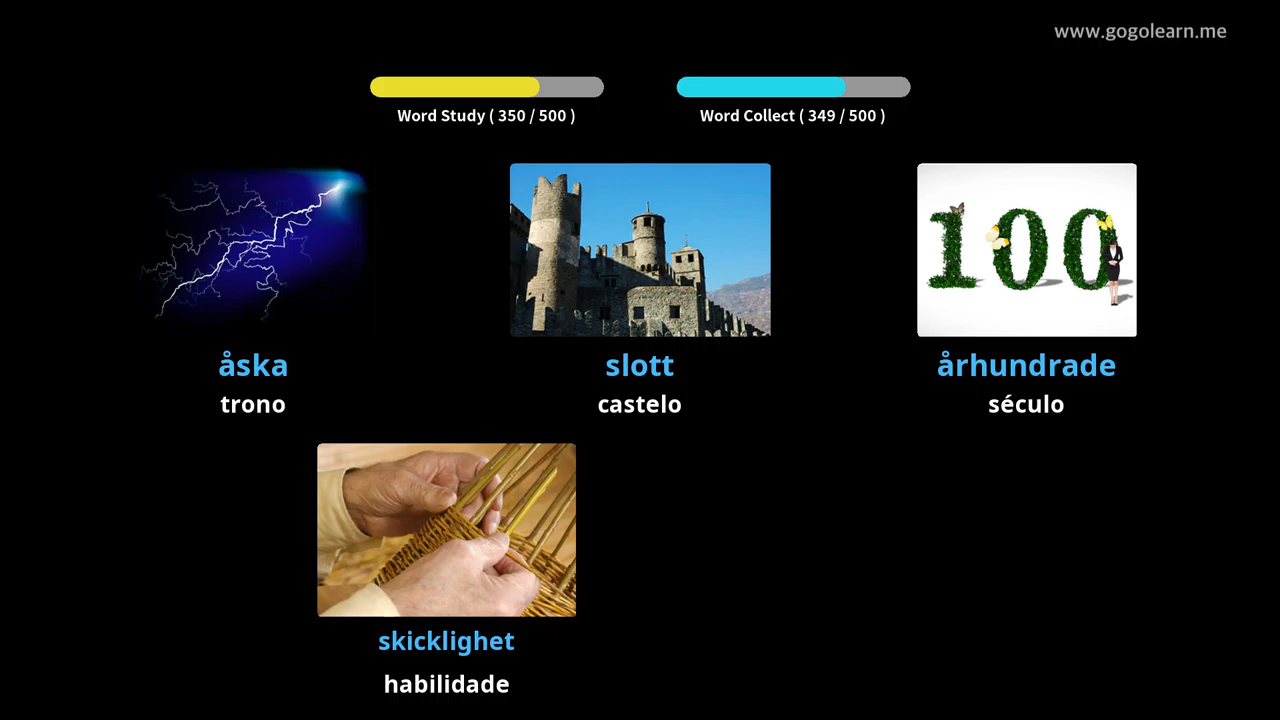 www.gogolearn.me
Word Study ( 350 / 500 )
Word Collect ( 349 / 500 )
åska
trono
slott
castelo
århundrade
século
skicklighet
habilidade